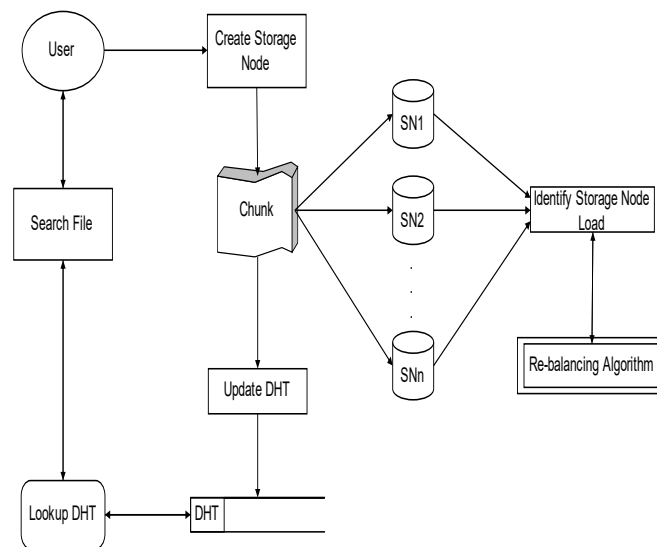 User
Create Storage
Node
SN1
Chunk
SN2
Identify Storage Node
Load
Search File
.
.
.
SNn
Re-balancing Algorithm
Update DHT
Lookup DHT
DHT